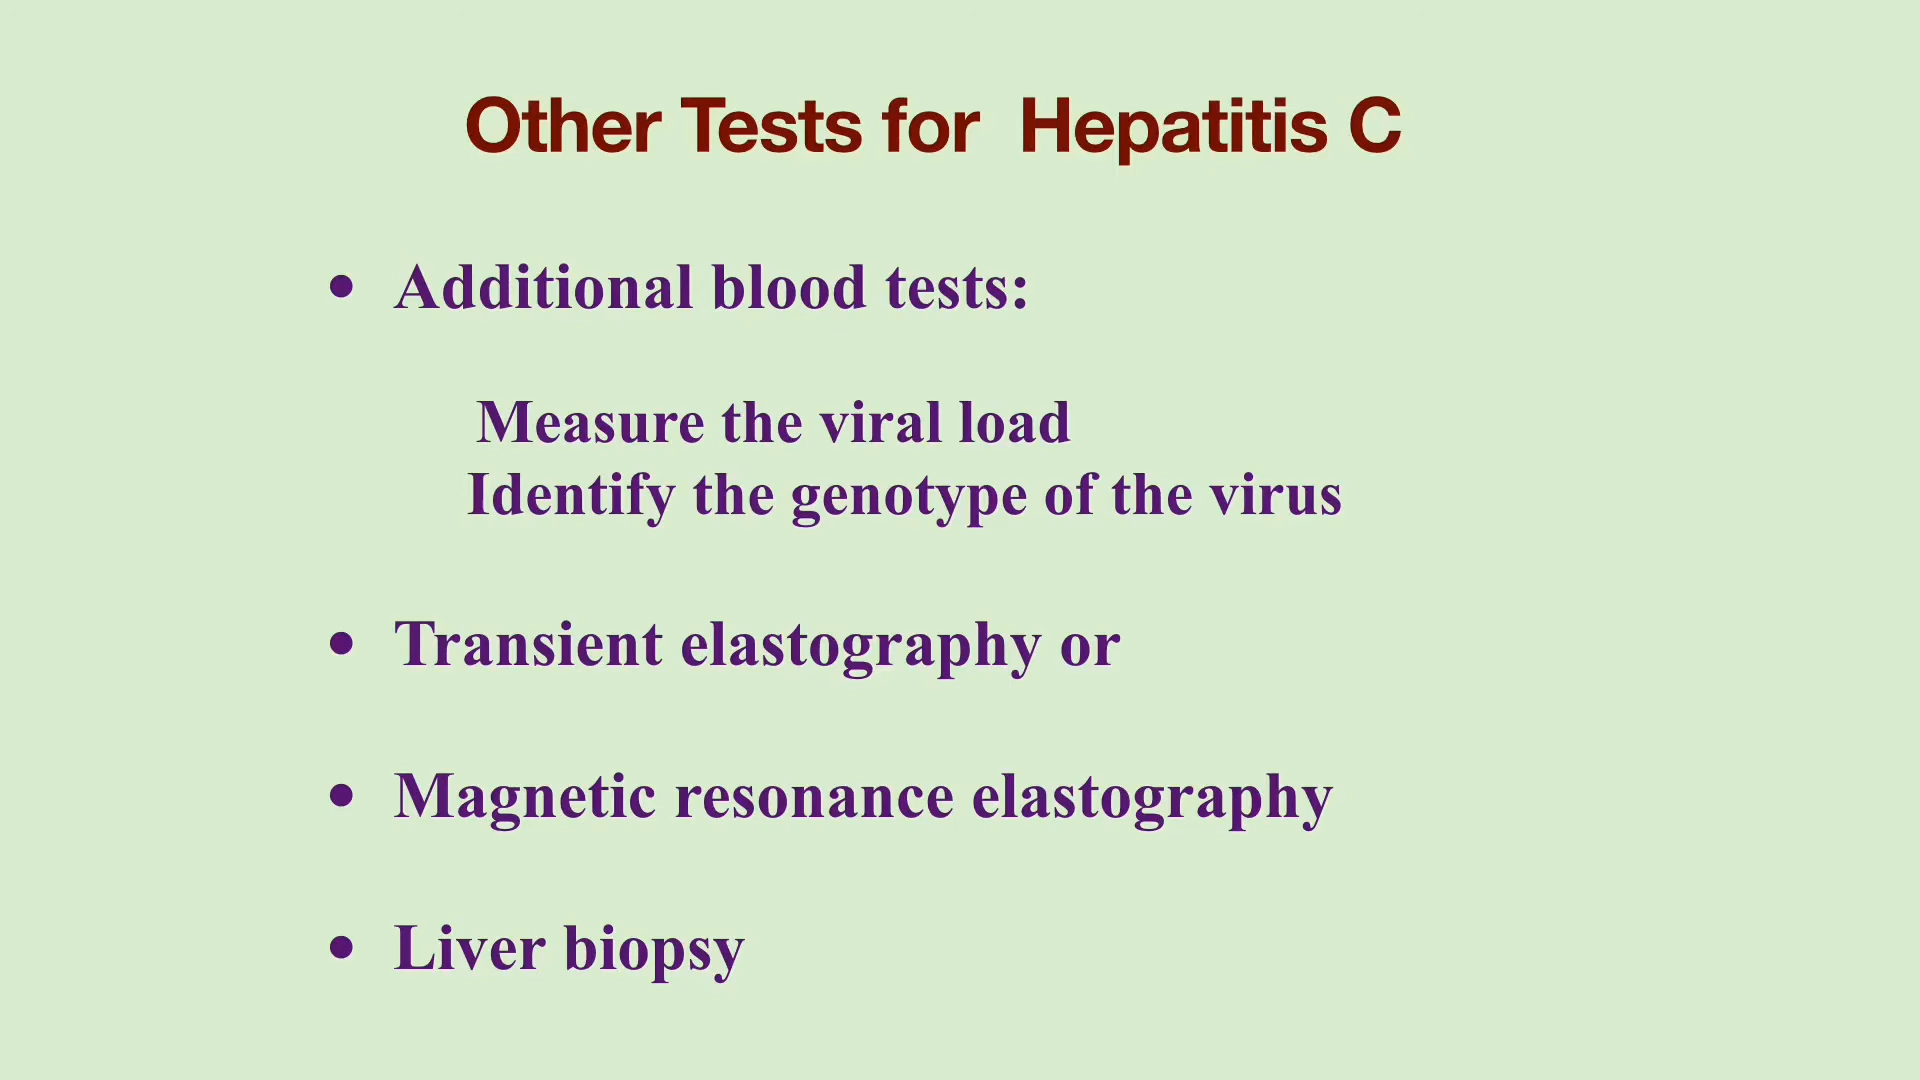 Other Tests for  Hepatitis C
• Additional blood tests:
Measure the viral load
Identify the genotype of the virus
• Transient elastography or
• Magnetic resonance elastography
• Liver biopsy